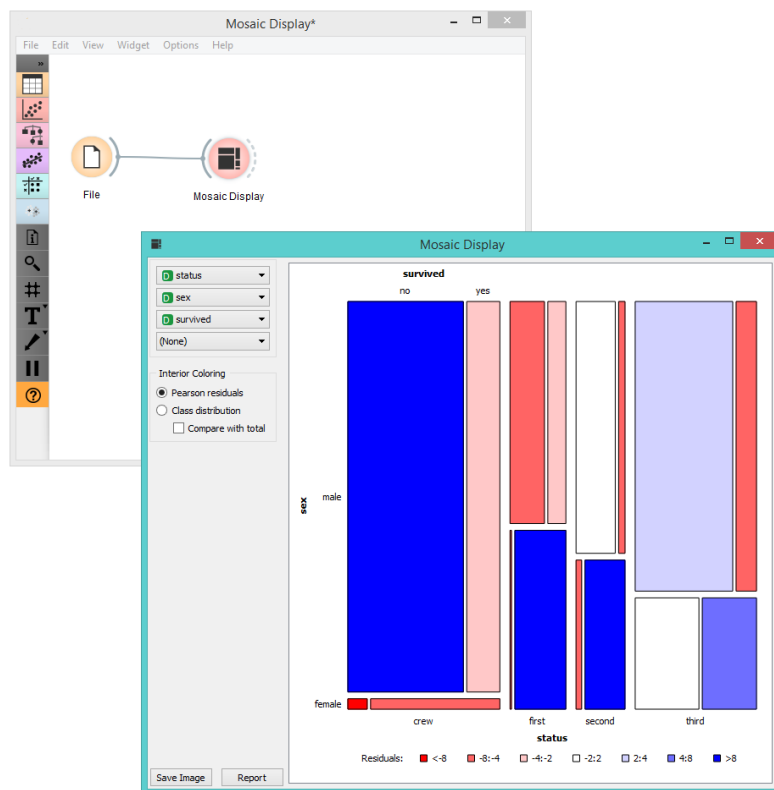 Mosaic Display*
File Edit View Widget Options Help
»
File
Mosaic Display
Mosaic Display
D status
D sex
D survived
(None)
Interior Coloring
Pearson residuals
Class distribution
Compare with total
Save Image Report
survived
no yes
male
sex
female
crew first second third
status
Residuals: <-8 -8:-4 -4:-2 -2:2 2:4 4:8 >8